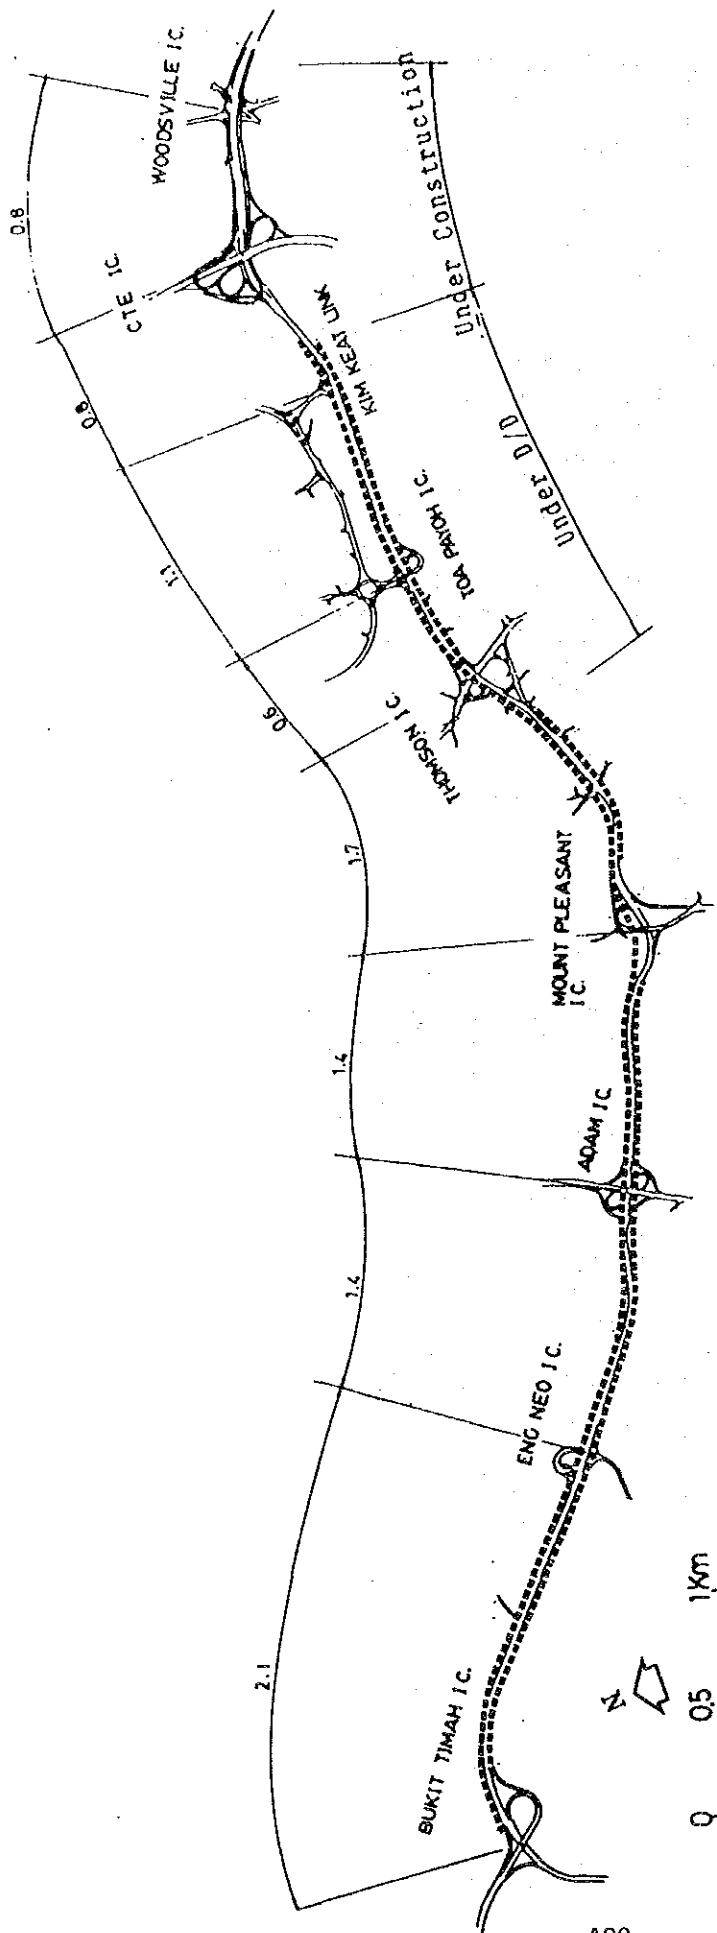 2.1
1.4
1.4
1.7
0.6
1.1
0.8
0.8
BUKIT TIMAH I C.
ENG NEO I C.
ADAM I C.
MOUNT PLEASANT
I C.
THOMSON I C.
TOA PAYOH I C.
KIM KEAT LINK
CTE IC.
WOODSVILLE I C.
Under D/D
Under Construction
N
0 0.5 1Km